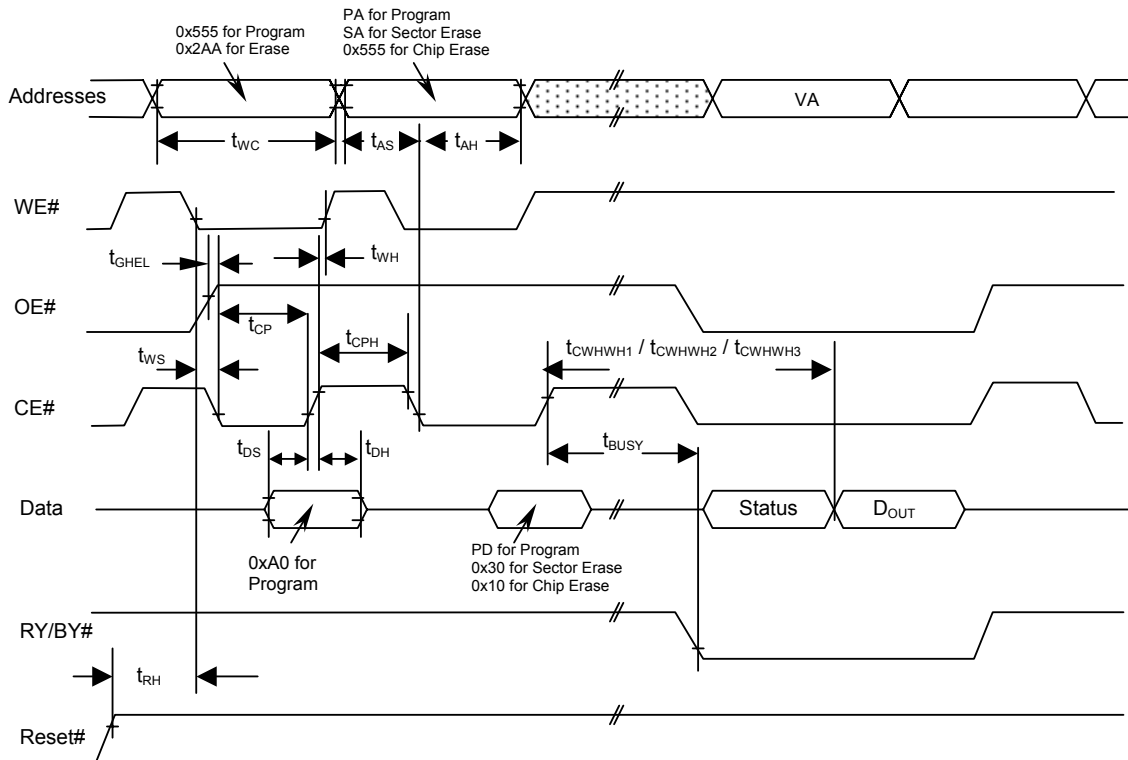 0x555 for Program
0x2AA for Erase
PA for Program
SA for Sector Erase
0x555 for Chip Erase
Addresses
VA
tWC
tAS
tAH
WE#
tGHEL
tWH
OE#
tCP
tCPH
tWS
tCWHWH1 / tCWHWH2 / tCWHWH3
CE#
tDS
tDH
tBUSY
Data
Status
DOUT
0xA0 for
Program
PD for Program
0x30 for Sector Erase
0x10 for Chip Erase
RY/BY#
tRH
Reset#